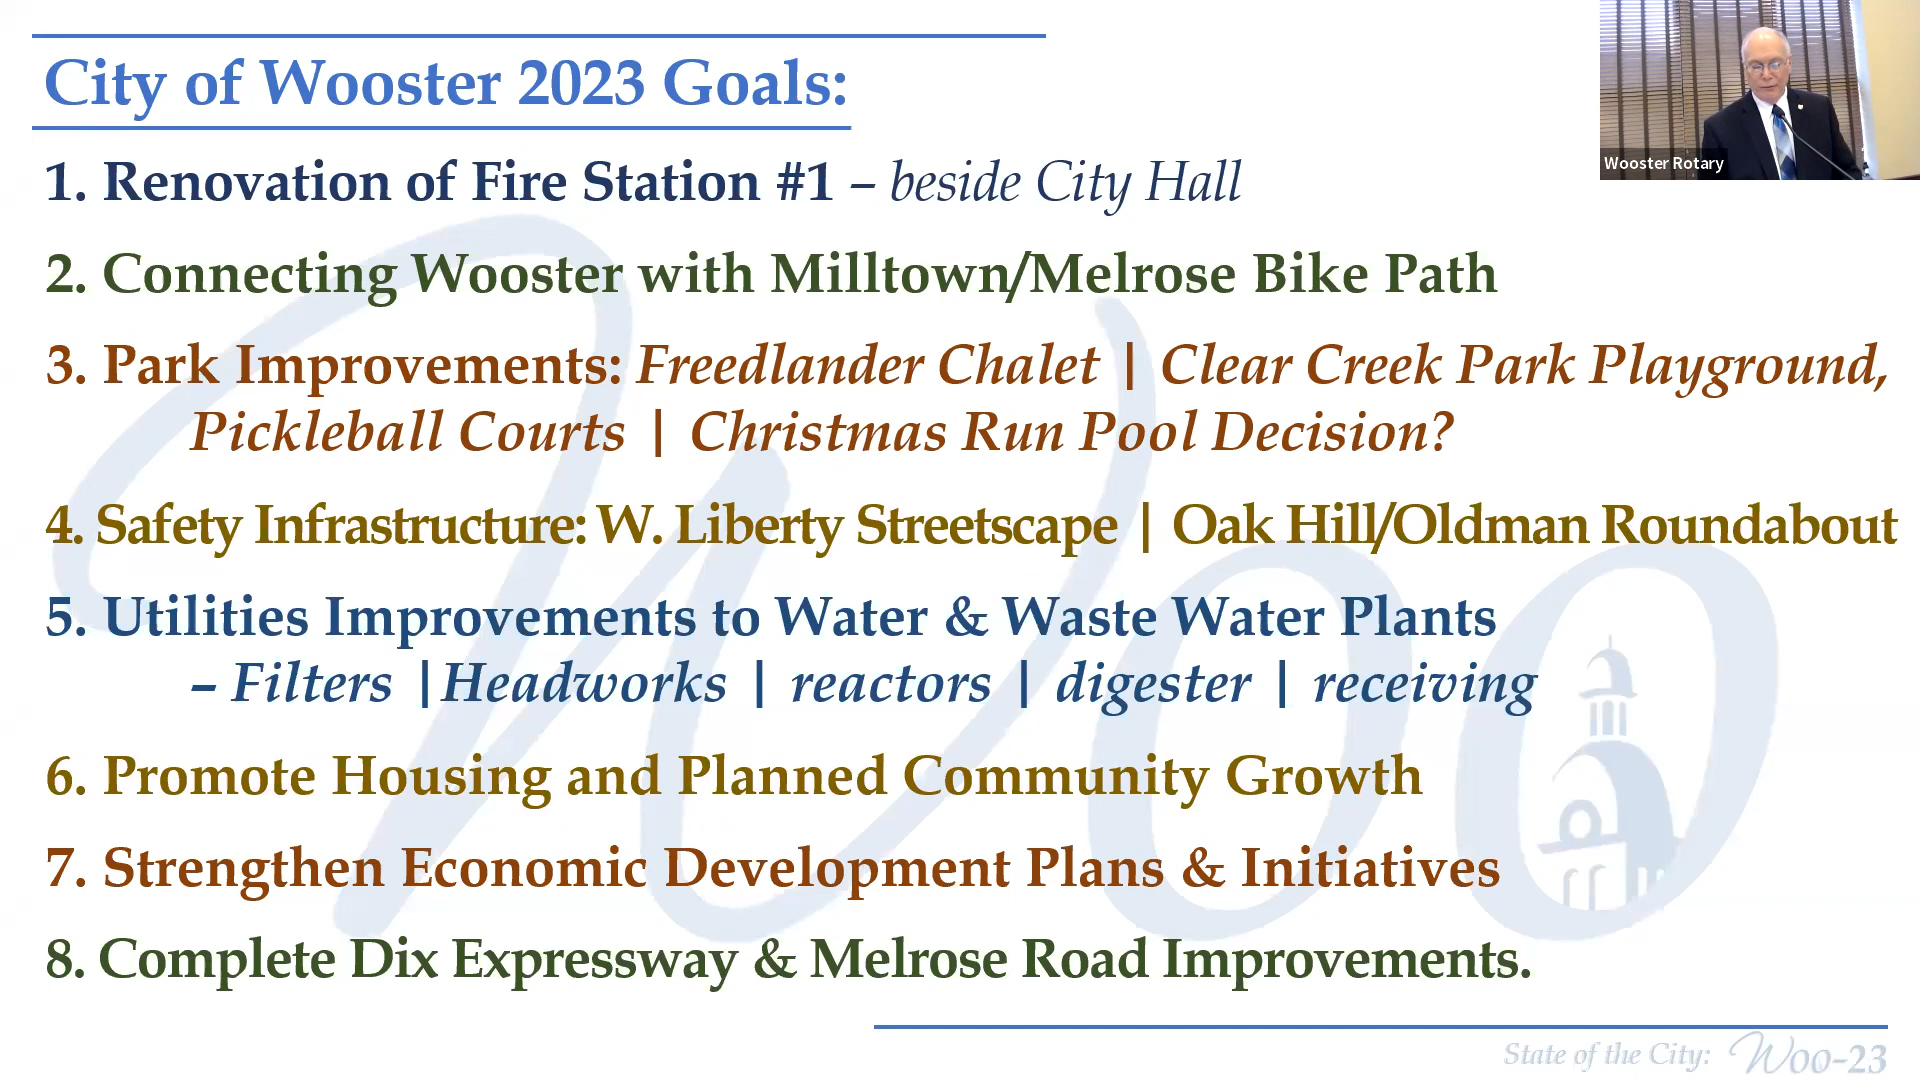 City of Wooster 2023 Goals:
Wooster Rotary
1. Renovation of Fire Station #1 – beside City Hall
2. Connecting Wooster with Milltown/Melrose Bike Path
3. Park Improvements: Freedlander Chalet | Clear Creek Park Playground,
Pickleball Courts | Christmas Run Pool Decision?
4. Safety Infrastructure: W. Liberty Streetscape | Oak Hill/Oldman Roundabout
5. Utilities Improvements to Water & Waste Water Plants
– Filters |Headworks | reactors | digester | receiving
6. Promote Housing and Planned Community Growth
7. Strengthen Economic Development Plans & Initiatives
8. Complete Dix Expressway & Melrose Road Improvements.
Woo
State of the City: Woo-23